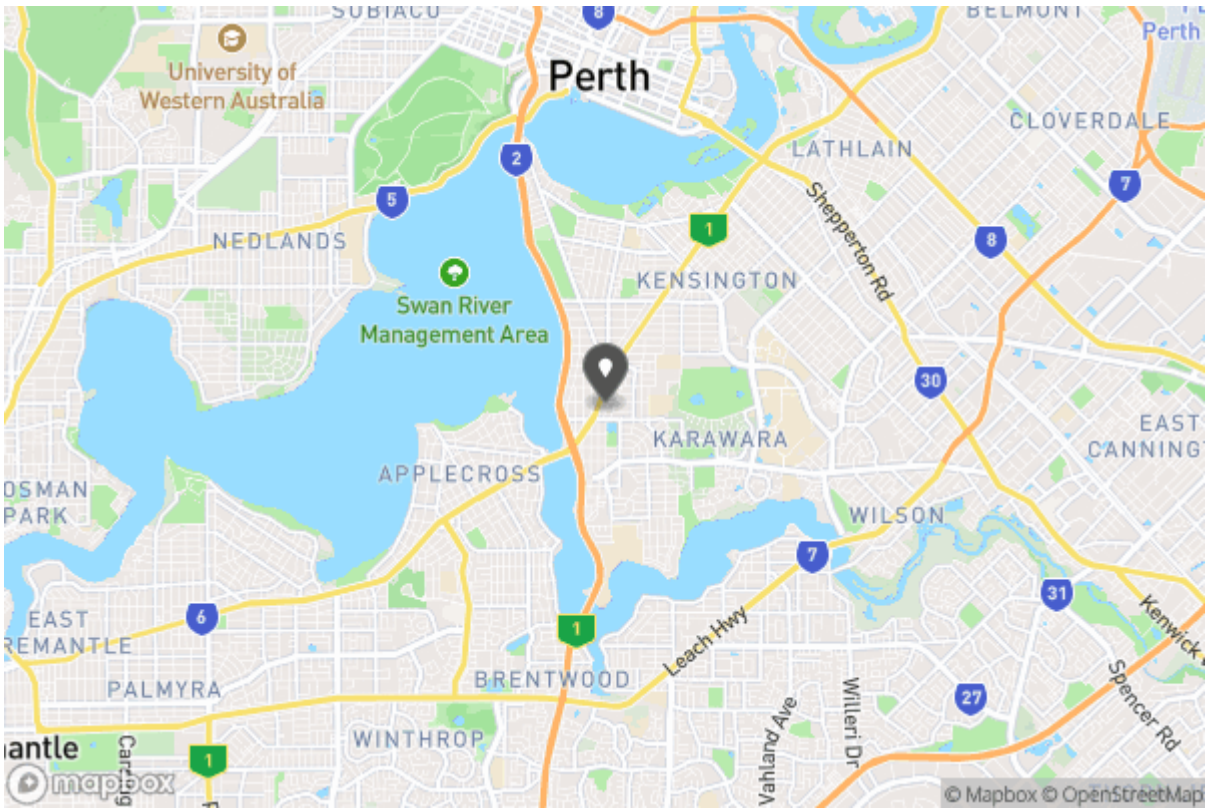 SUBIACO
8
BELMONT
Perth
University of
Western Australia
Perth
CLOVERDALE
LATHLAIN
2
7
5
Shepperton Rd
1
NEDLANDS
8
KENSINGTON
Swan River
Management Area
30
KARAWARA
EAST
CANNINGT
APPLECROSS
OSMAN
PARK
WILSON
7
31
6
EAST
REMANTLE
1
Kenwick
Leach Hwy
BRENTWOOD
PALMYRA
Spencer Rd
27
Willeri Dr
Vahland Ave
WINTHROP
mantle
1
mapbox
© Mapbox © OpenStreetMap